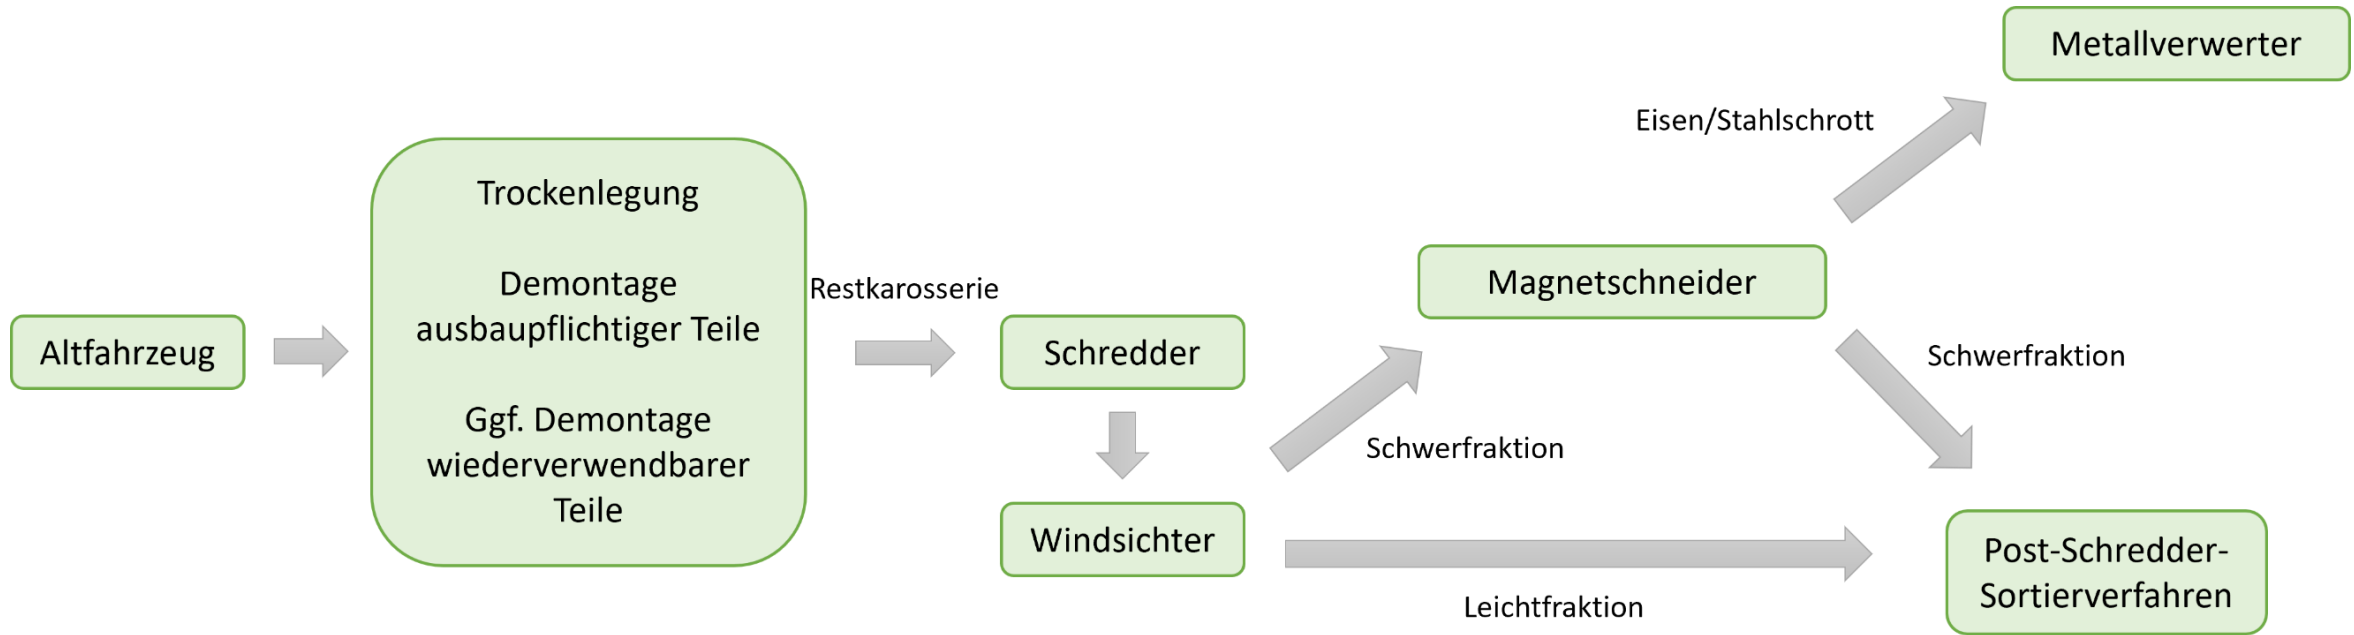 Altfahrzeug
Trockenlegung
Demontage
ausbaupflichtiger Teile
Ggf. Demontage
wiederverwendbarer
Teile
Restkarosserie
Schredder
Windsichter
Schwerfraktion
Leichtfraktion
Magnetschneider
Eisen/Stahlschrott
Metallverwerter
Schwerfraktion
Post-Schredder-
Sortierverfahren